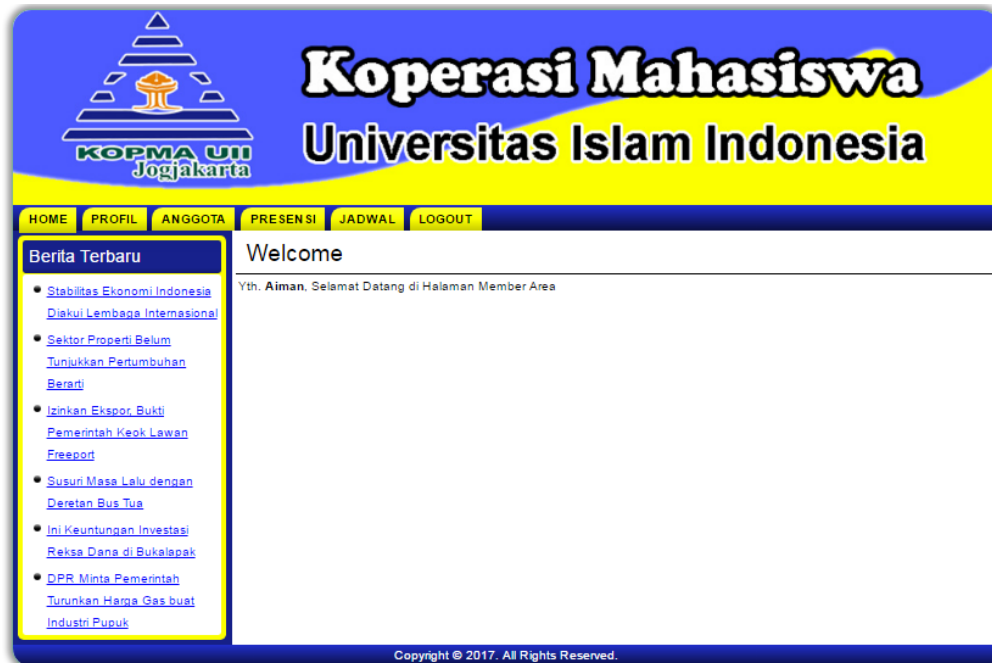 KOPMA UII
Jogjakarta
Koperasi Mahasiswa
Universitas Islam Indonesia
HOME PROFIL ANGGOTA PRESENSI JADWAL LOGOUT
Berita Terbaru
Stabilitas Ekonomi Indonesia
Diakui Lembaga Internasional
Sektor Properti Belum
Tunjukkan Pertumbuhan
Berarti
Izinkan Ekspor, Bukti
Pemerintah Keok Lawan
Freeport
Susuri Masa Lalu dengan
Deretan Bus Tua
Ini Keuntungan Investasi
Reksa Dana di Bukalapak
DPR Minta Pemerintah
Turunkan Harga Gas buat
Industri Pupuk
Welcome
Yth. Aiman, Selamat Datang di Halaman Member Area
Copyright © 2017. All Rights Reserved.